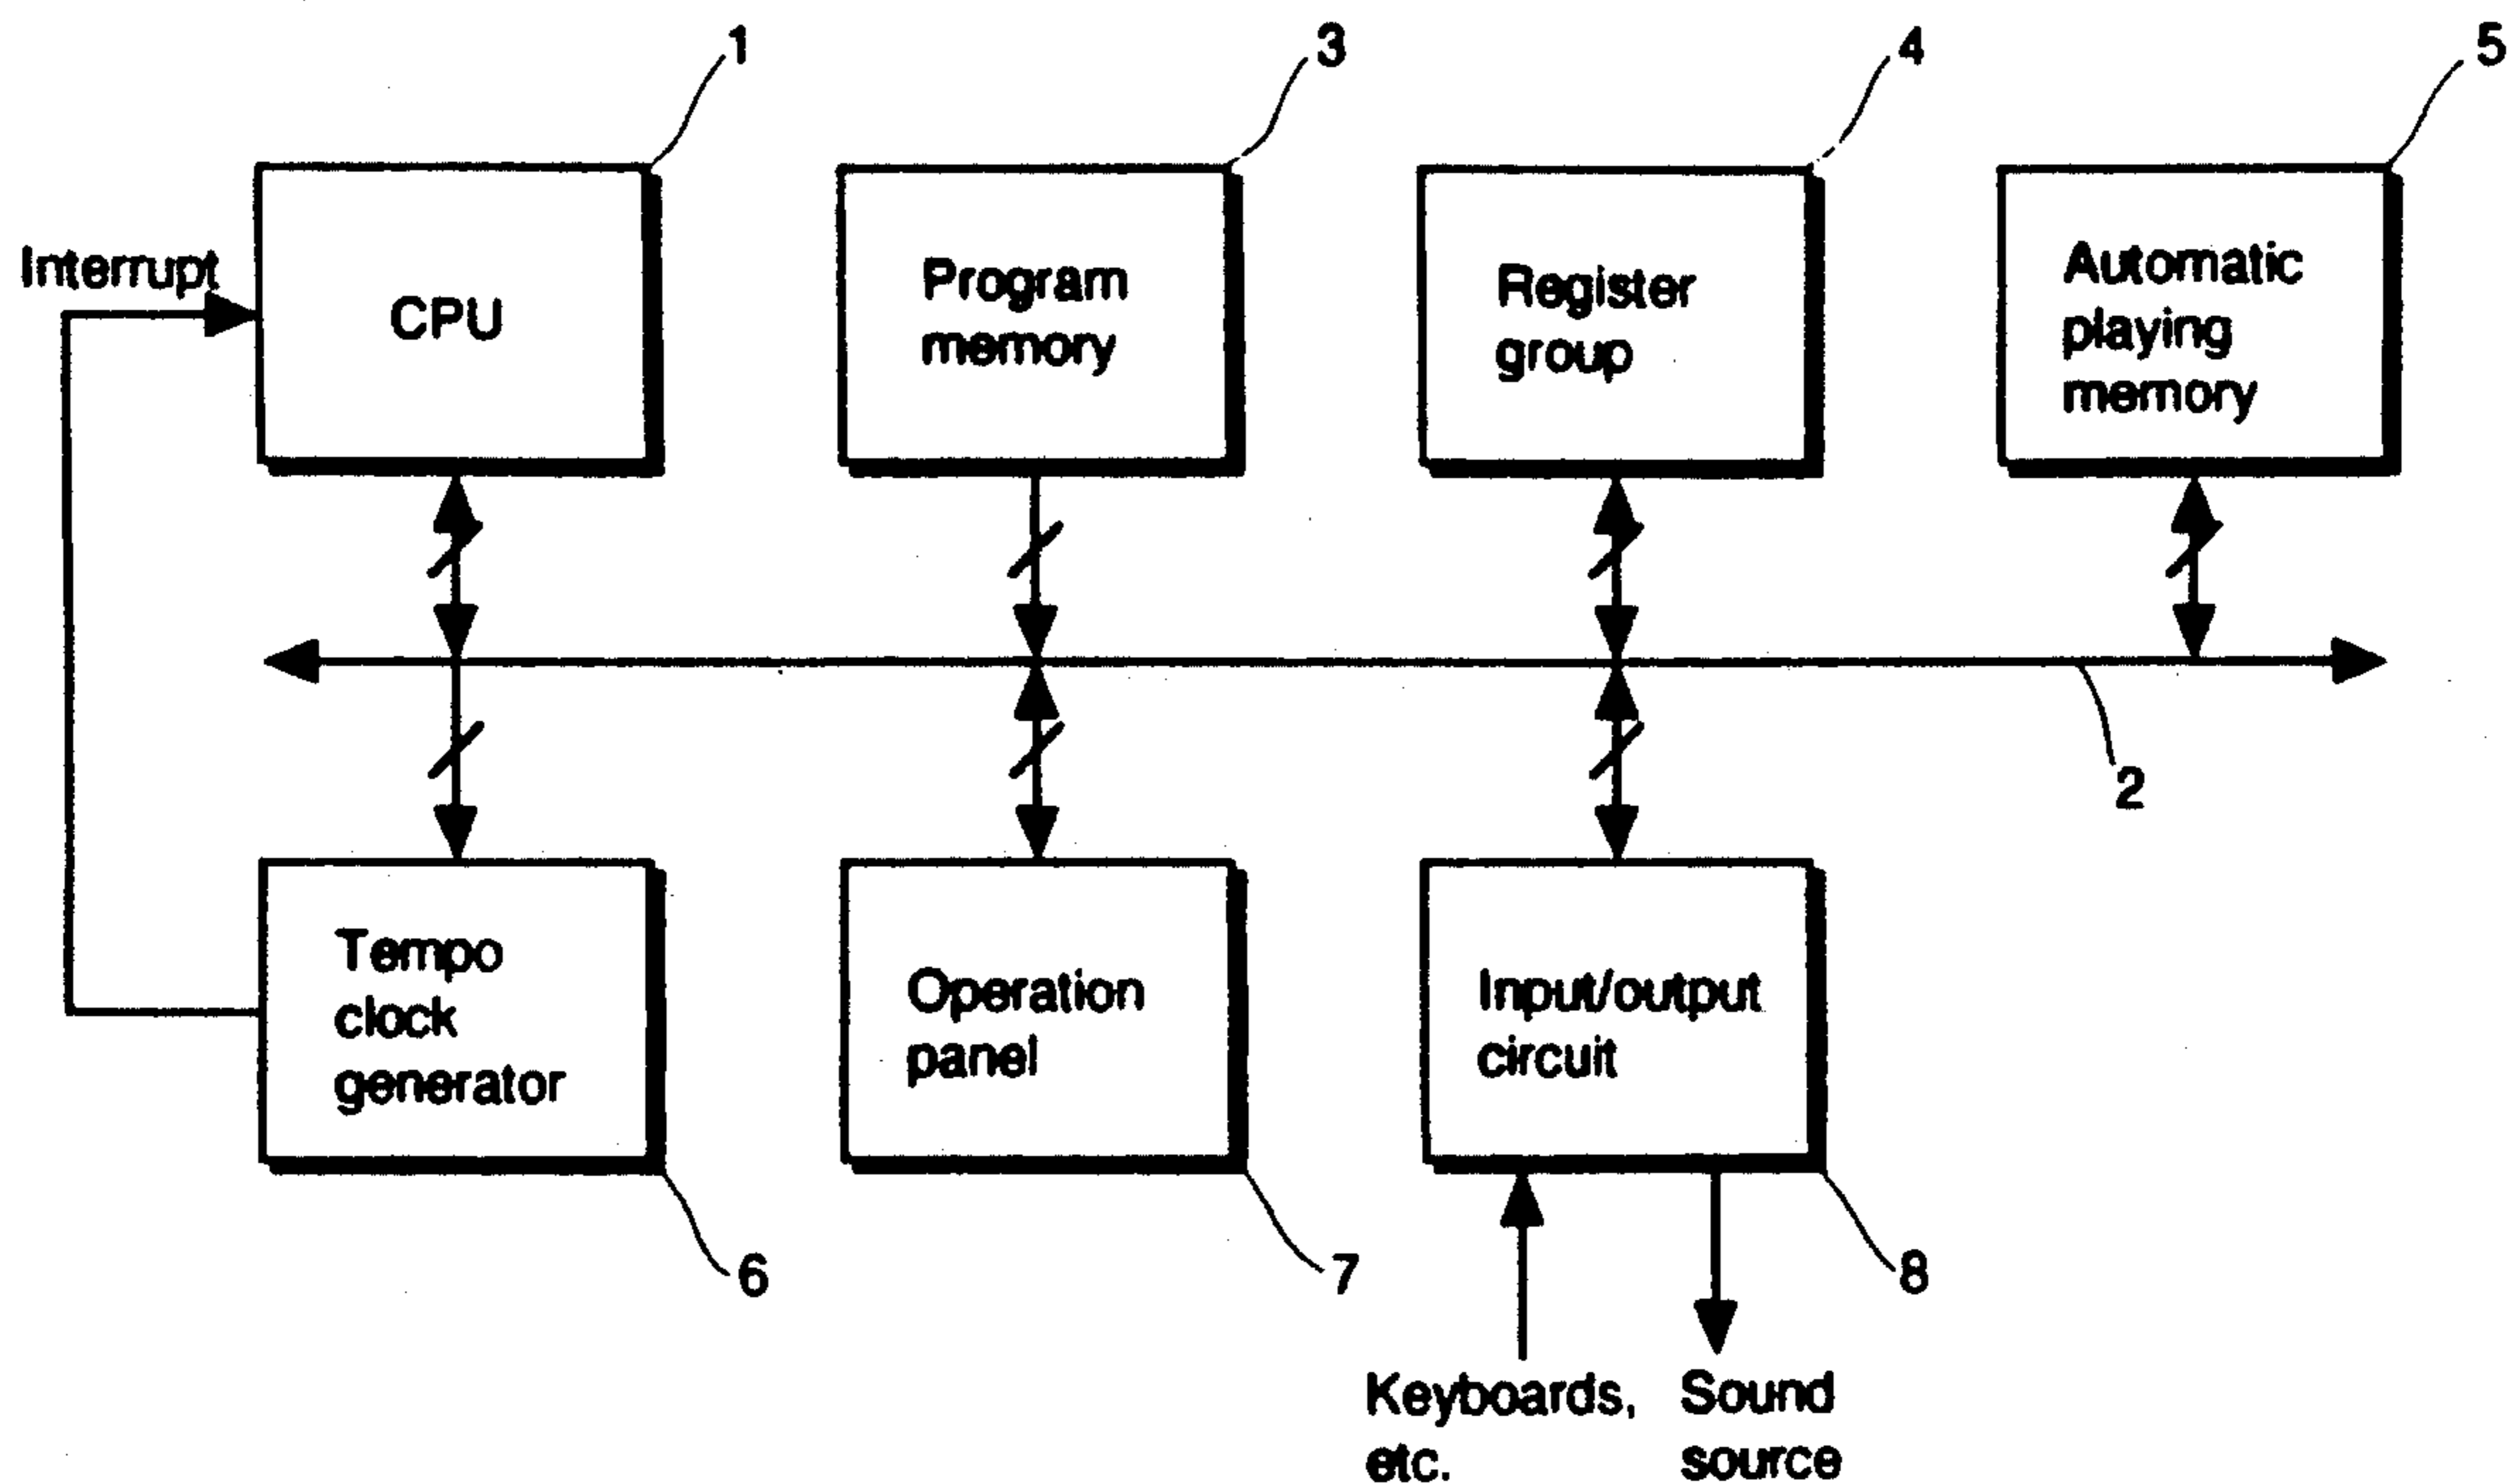 1
3
4
5
Interrupt
CPU
Program
memory
Register
group
Automatic
playing
memory
2
Tempo
clock
generator
Operation
panel
Input/output
circuit
6
7
8
Keyboards,
etc.
Sound
source